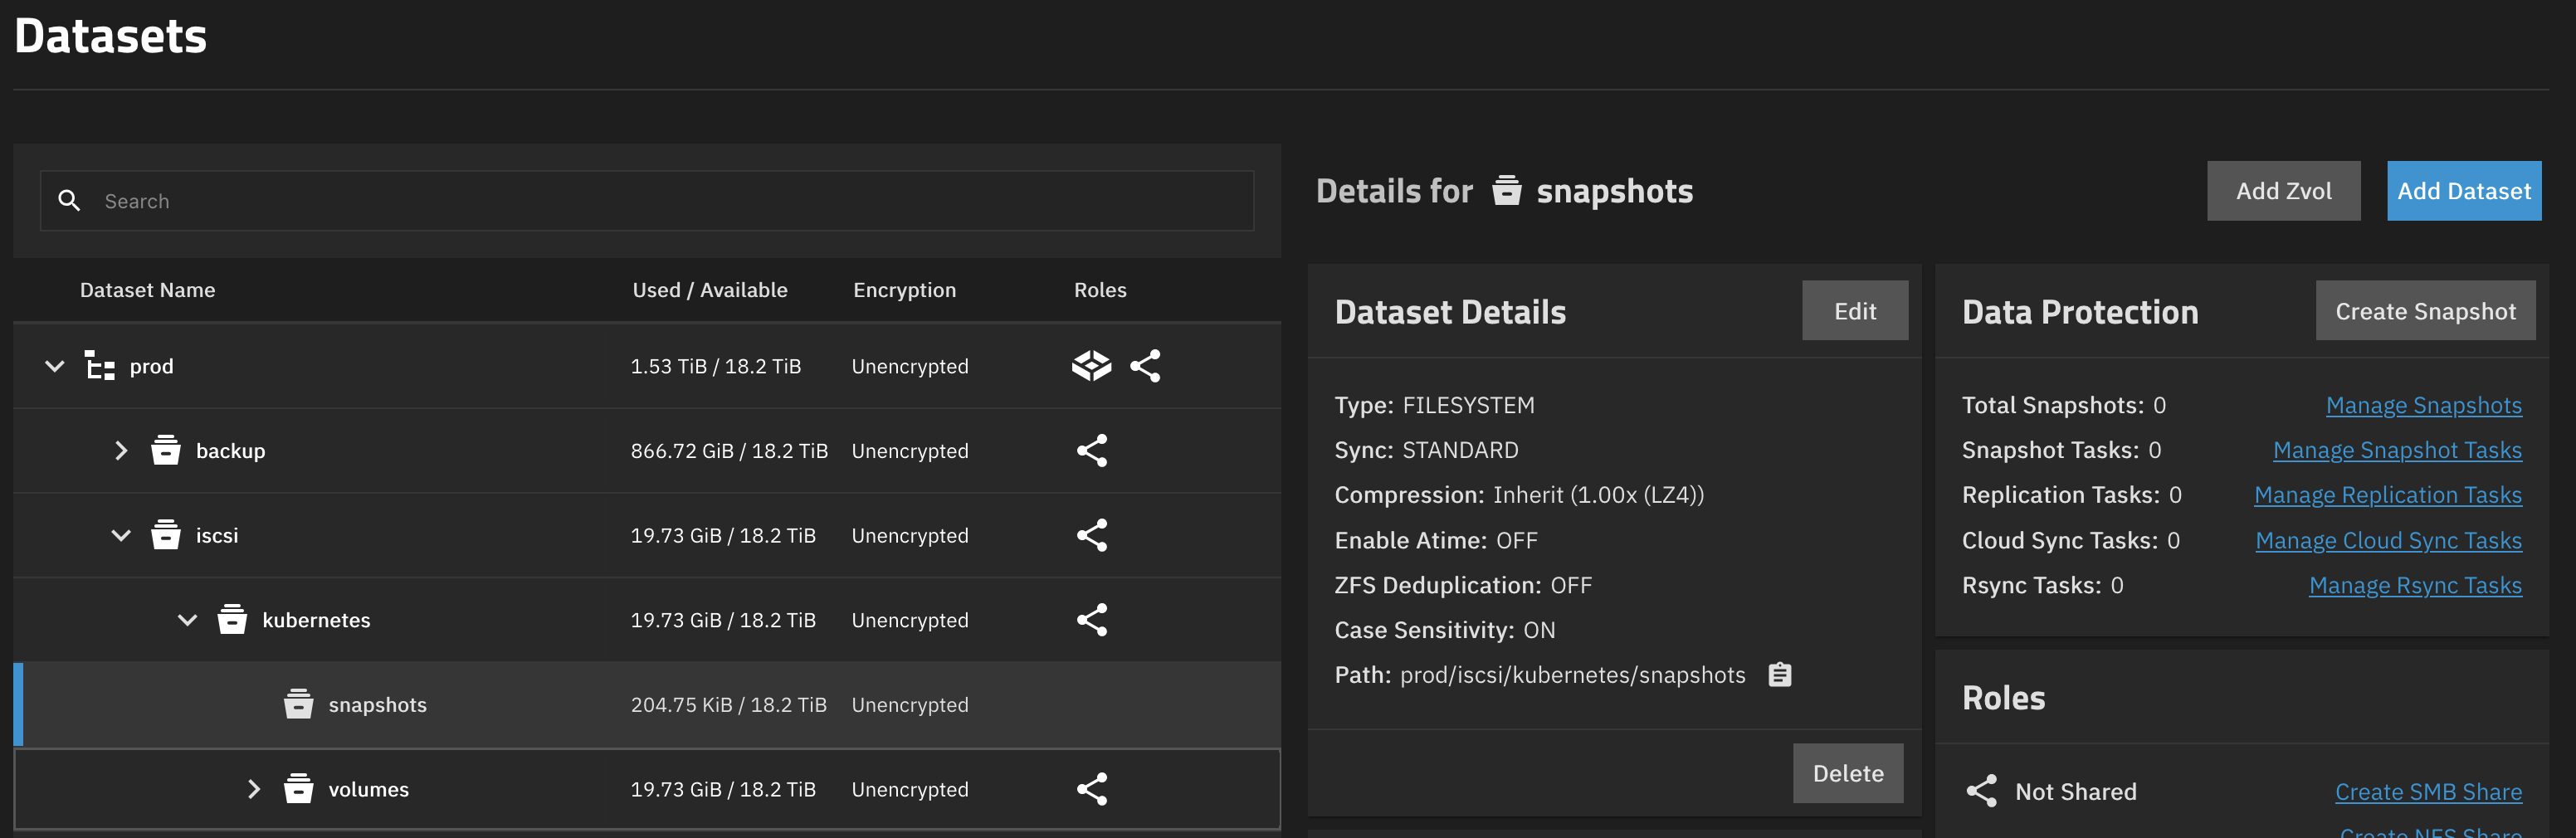 Datasets
Search
Dataset Name Used / Available Encryption Roles
prod 1.53 TiB / 18.2 TiB Unencrypted
backup 866.72 GiB / 18.2 TiB Unencrypted
iscsi 19.73 GiB / 18.2 TiB Unencrypted
kubernetes 19.73 GiB / 18.2 TiB Unencrypted
snapshots 204.75 KiB / 18.2 TiB Unencrypted
volumes 19.73 GiB / 18.2 TiB Unencrypted
Details for snapshots
Add Zvol
Add Dataset
Dataset Details
Edit
Type: FILESYSTEM
Sync: STANDARD
Compression: Inherit (1.00x (LZ4))
Enable Atime: OFF
ZFS Deduplication: OFF
Case Sensitivity: ON
Path: prod/iscsi/kubernetes/snapshots
Delete
Data Protection
Create Snapshot
Total Snapshots: 0 Manage Snapshots
Snapshot Tasks: 0 Manage Snapshot Tasks
Replication Tasks: 0 Manage Replication Tasks
Cloud Sync Tasks: 0 Manage Cloud Sync Tasks
Rsync Tasks: 0 Manage Rsync Tasks
Roles
Not Shared Create SMB Share
Create NFS Share